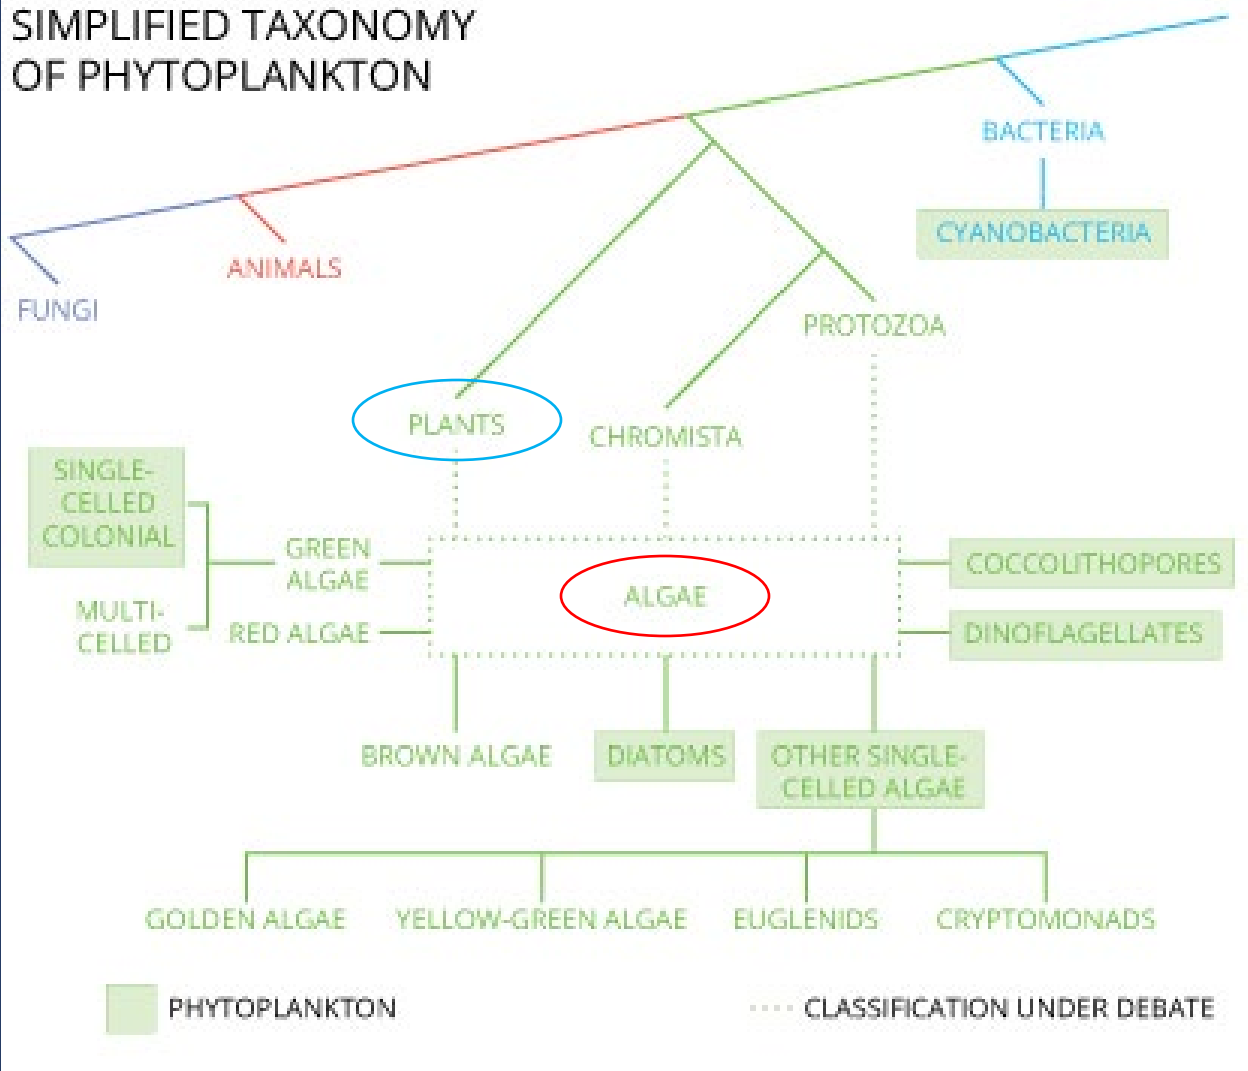 SIMPLIFIED TAXONOMY
OF PHYTOPLANKTON
BACTERIA
CYANOBACTERIA
ANIMALS
FUNGI
PROTOZOA
PLANTS
CHROMISTA
SINGLE-
CELLED
COLONIAL
GREEN
ALGAE
MULTI-
CELLED
RED ALGAE
ALGAE
COCCOLITHOPORES
DINOFLAGELLATES
BROWN ALGAE
DIATOMS
OTHER SINGLE-
CELLED ALGAE
GOLDEN ALGAE
YELLOW-GREEN ALGAE
EUGLENIDS
CRYPTOMONADS
PHYTOPLANKTON
CLASSIFICATION UNDER DEBATE